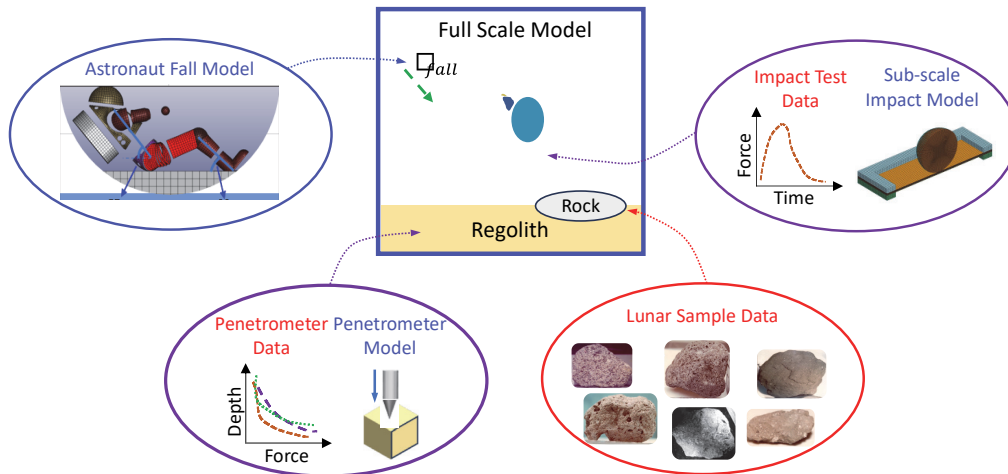 Full Scale Model
□fall
Astronaut Fall Model
Impact Test
Data
Sub-scale
Impact Model
Force
Time
Rock
Regolith
Penetrometer
Data
Penetrometer
Model
Depth
Force
Lunar Sample Data